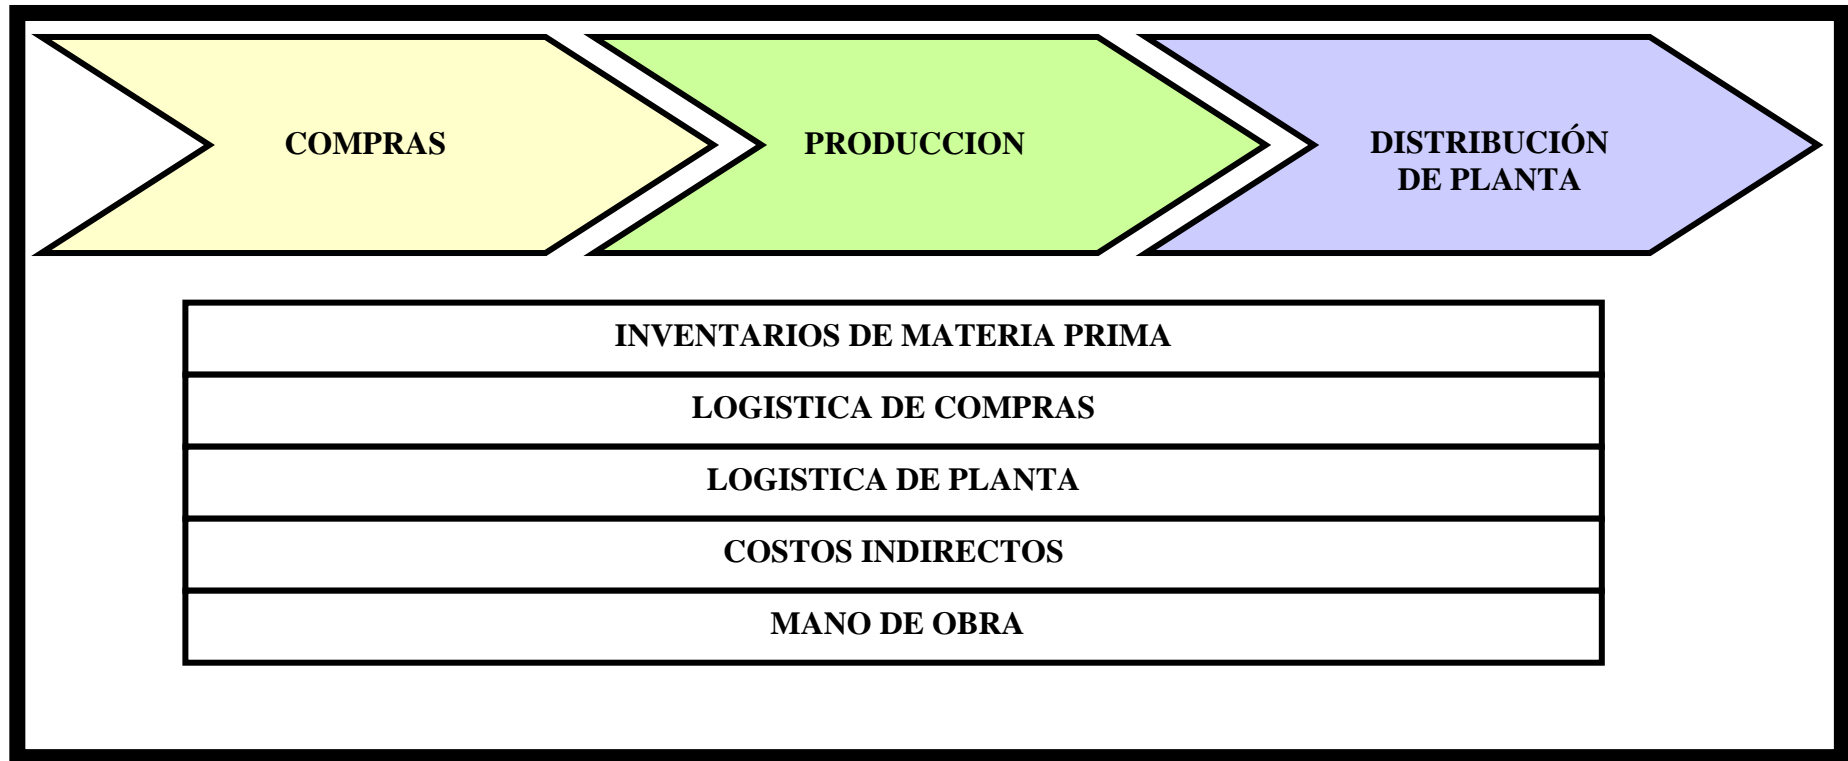 COMPRAS
PRODUCCION
DISTRIBUCIÓN
DE PLANTA
INVENTARIOS DE MATERIA PRIMA
LOGISTICA DE COMPRAS
LOGISTICA DE PLANTA
COSTOS INDIRECTOS
MANO DE OBRA